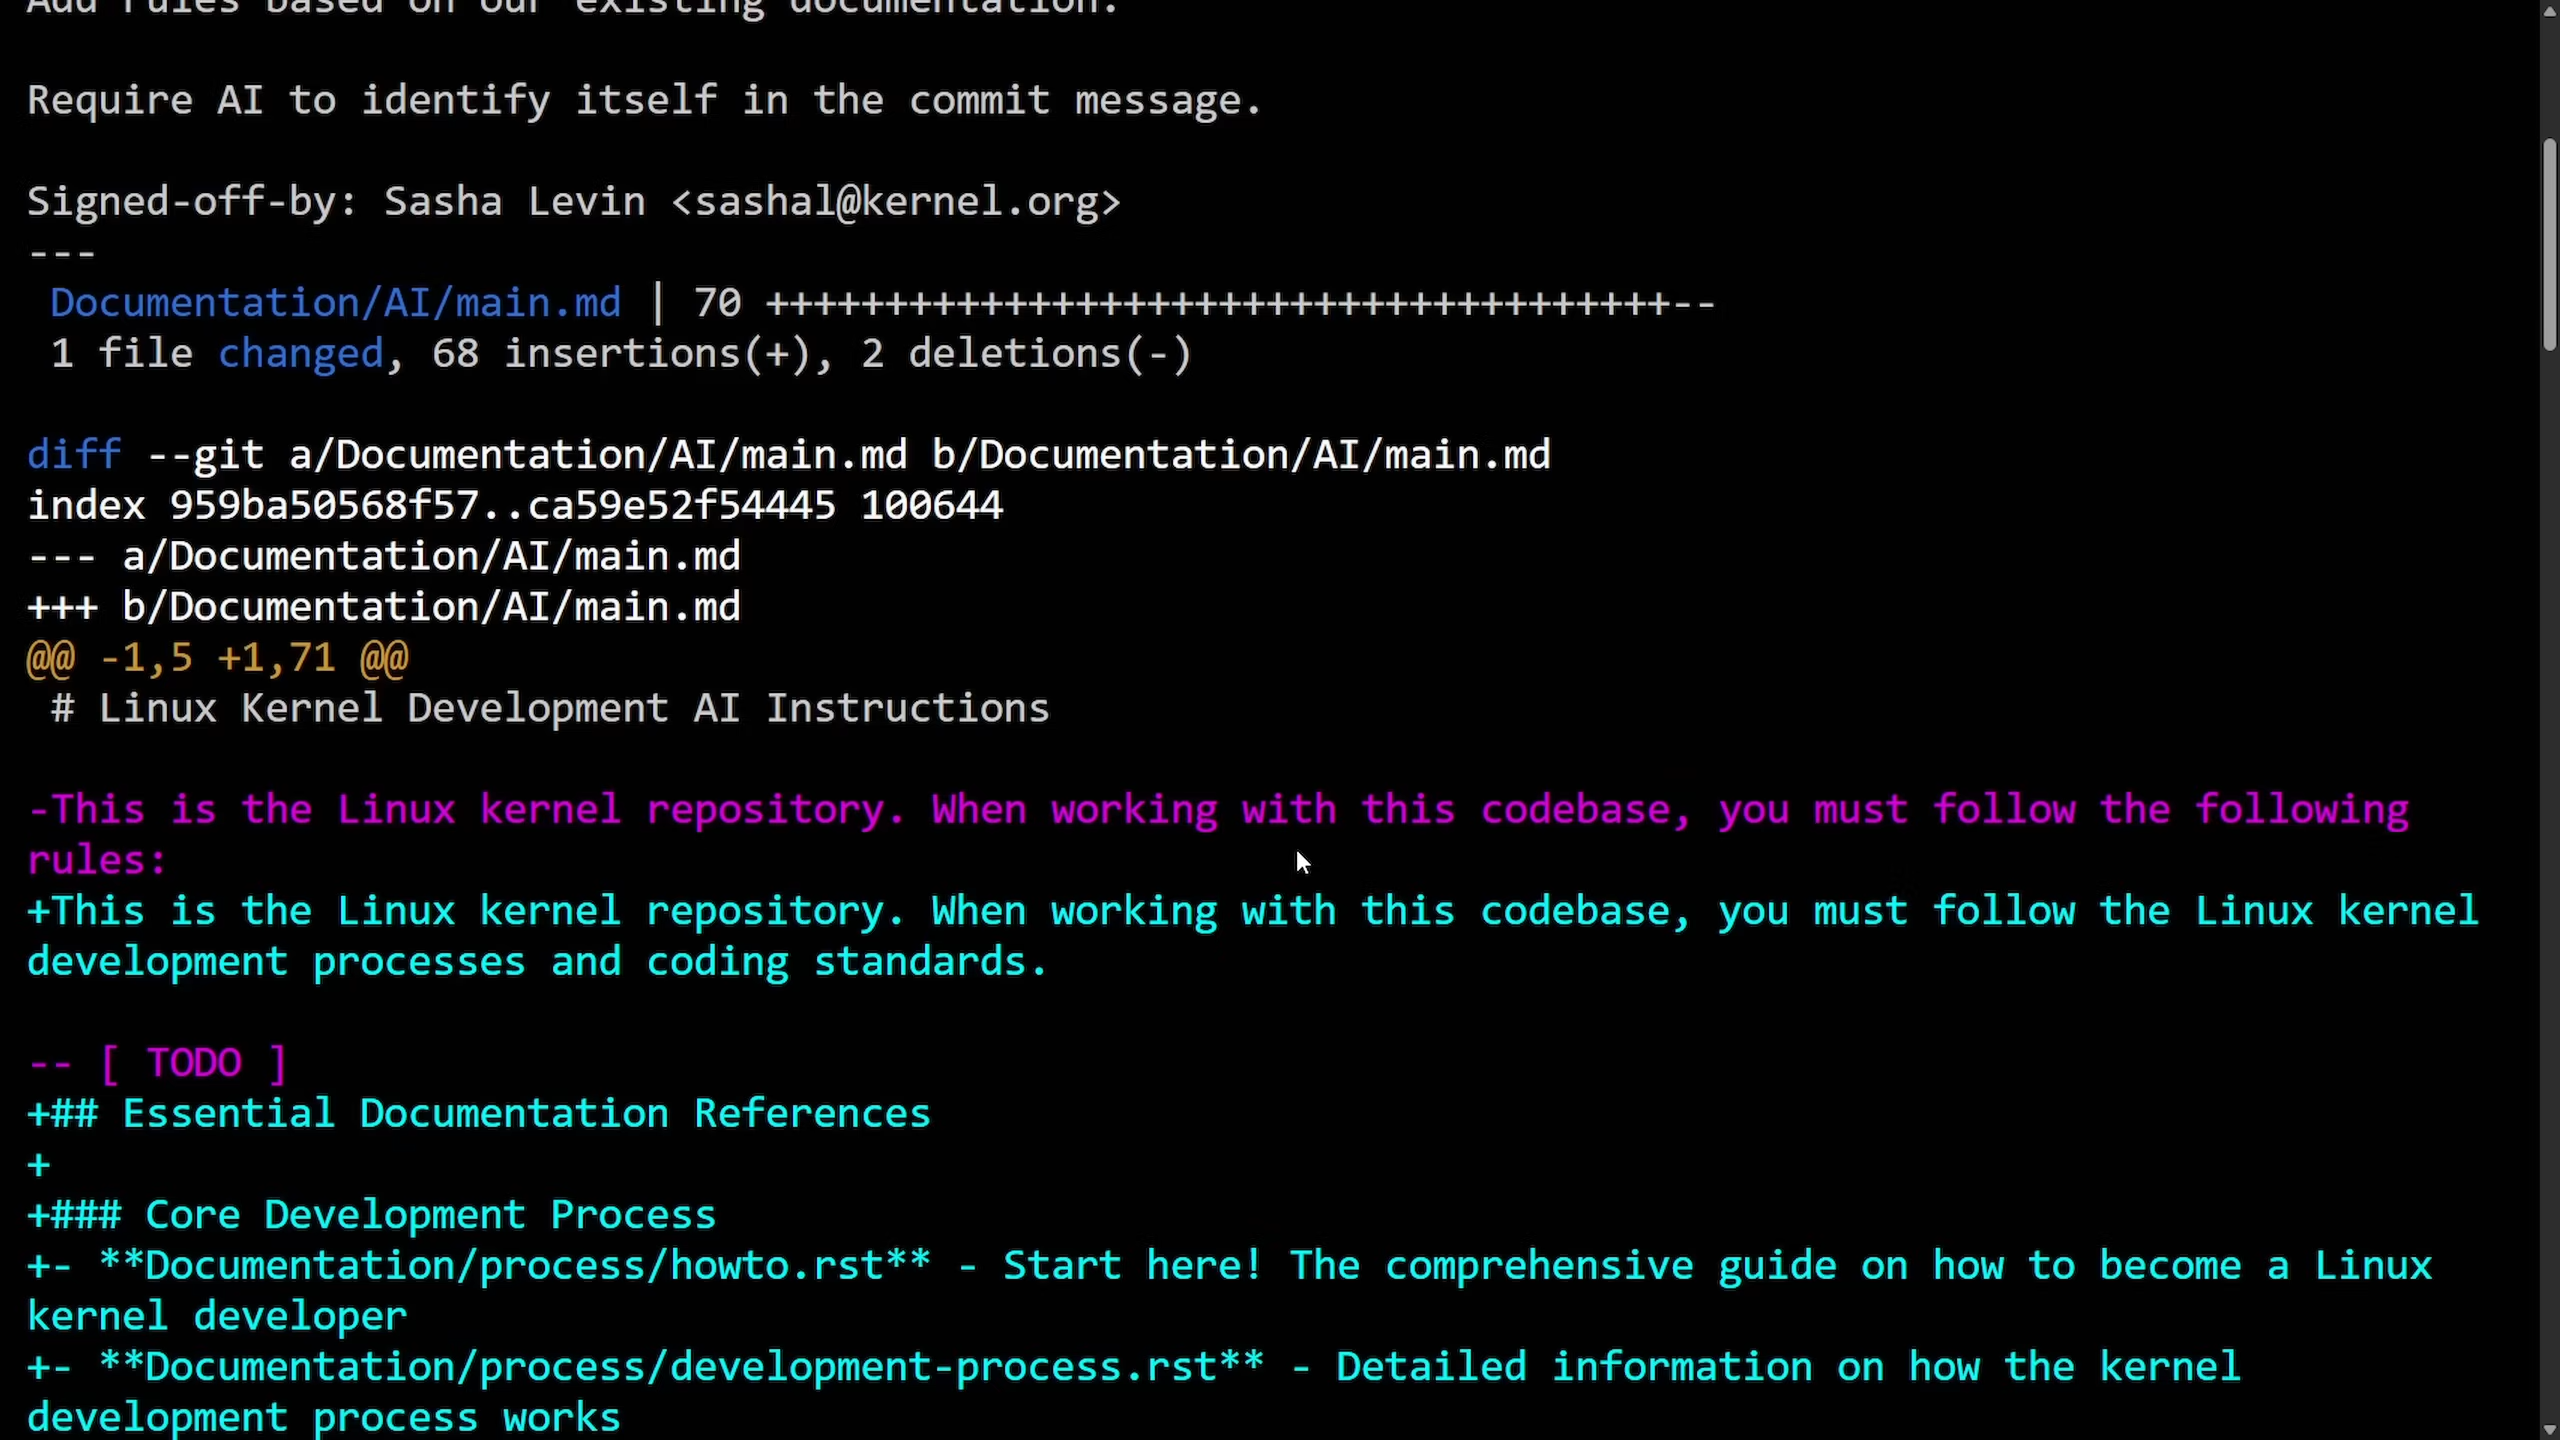 Add rules based on our existing documentation.
Require AI to identify itself in the commit message.
Signed-off-by: Sasha Levin <sashal@kernel.org>
---
Documentation/AI/main.md | 70 ++++++++++++++++++++++++++++++++++++++--
1 file changed, 68 insertions(+), 2 deletions(-)
diff --git a/Documentation/AI/main.md b/Documentation/AI/main.md
index 959ba50568f57..ca59e52f54445 100644
--- a/Documentation/AI/main.md
+++ b/Documentation/AI/main.md
@@ -1,5 +1,71 @@
# Linux Kernel Development AI Instructions
-This is the Linux kernel repository. When working with this codebase, you must follow the following
rules:
+This is the Linux kernel repository. When working with this codebase, you must follow the Linux kernel
development processes and coding standards.
-- [ TODO ]
+## Essential Documentation References
+
+### Core Development Process
+- **Documentation/process/howto.rst** - Start here! The comprehensive guide on how to become a Linux
kernel developer
+- **Documentation/process/development-process.rst** - Detailed information on how the kernel
development process works